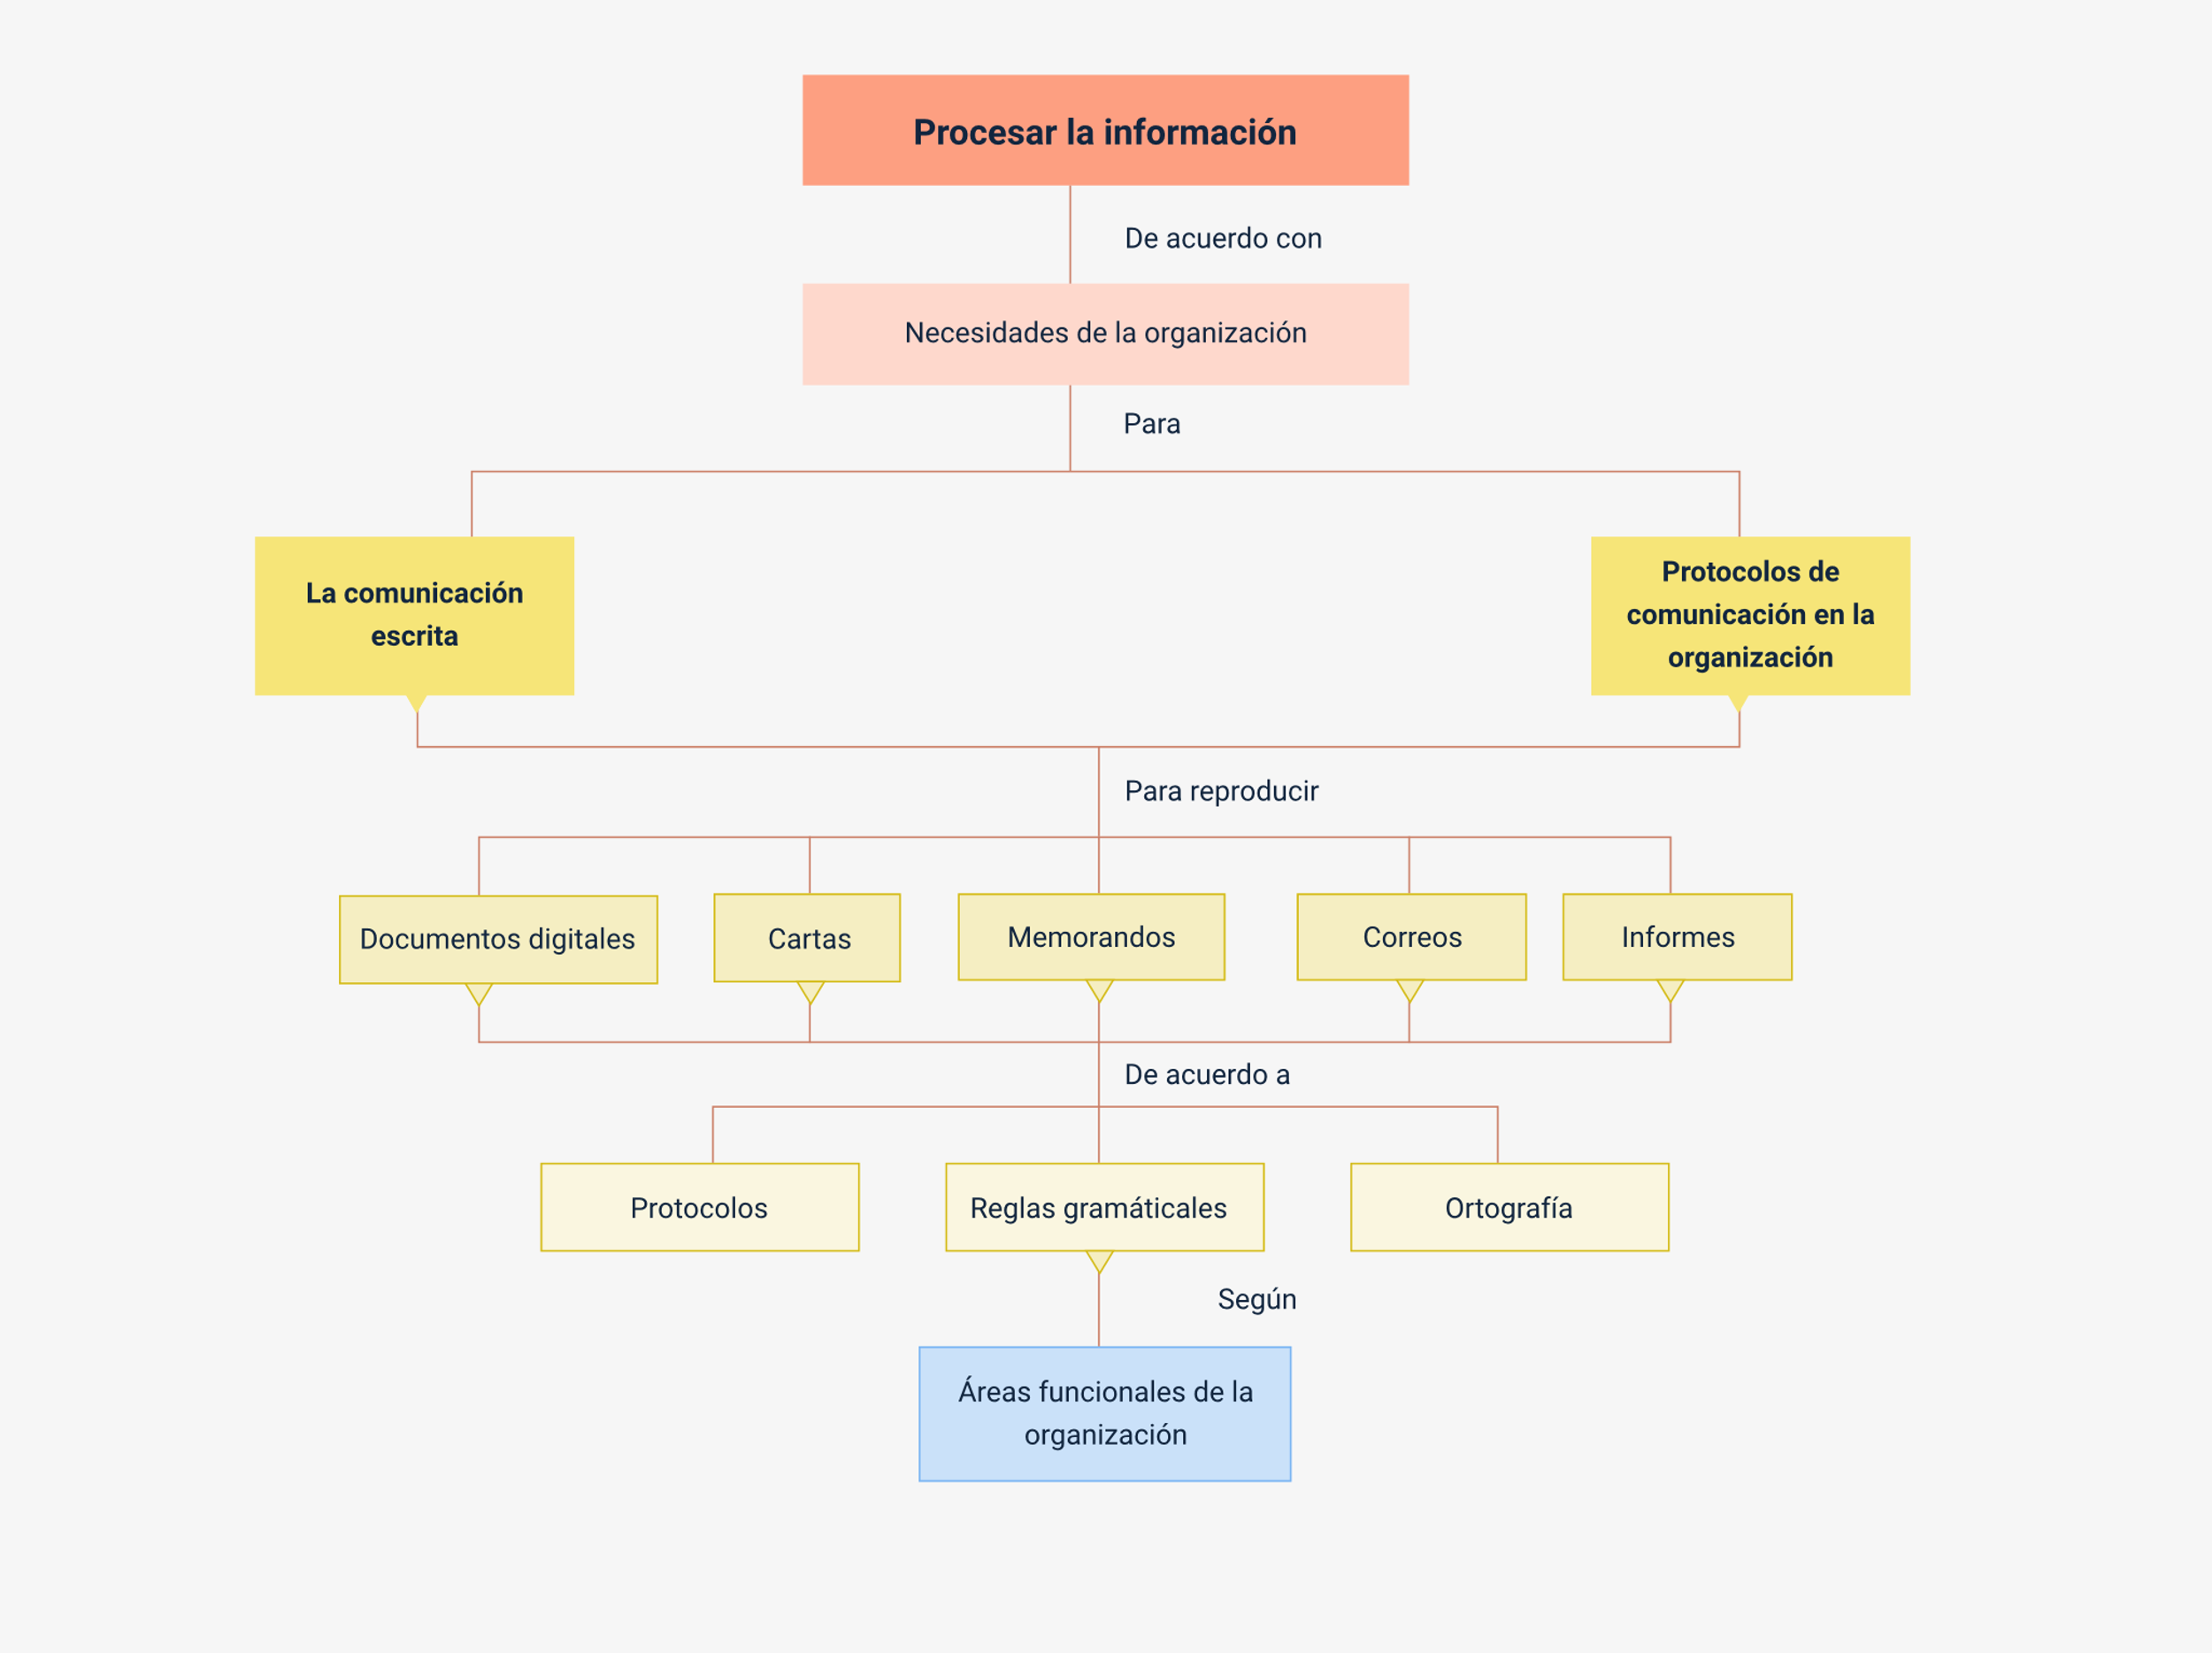 Procesar la información
De acuerdo con
Necesidades de la organización
Para
La comunicación
escrita
Protocolos de
comunicación en la
organización
Para reproducir
Documentos digitales
Cartas
Memorandos
Correos
Informes
De acuerdo a
Protocolos
Reglas gramáticales
Ortografía
Según
Áreas funcionales de la
organización